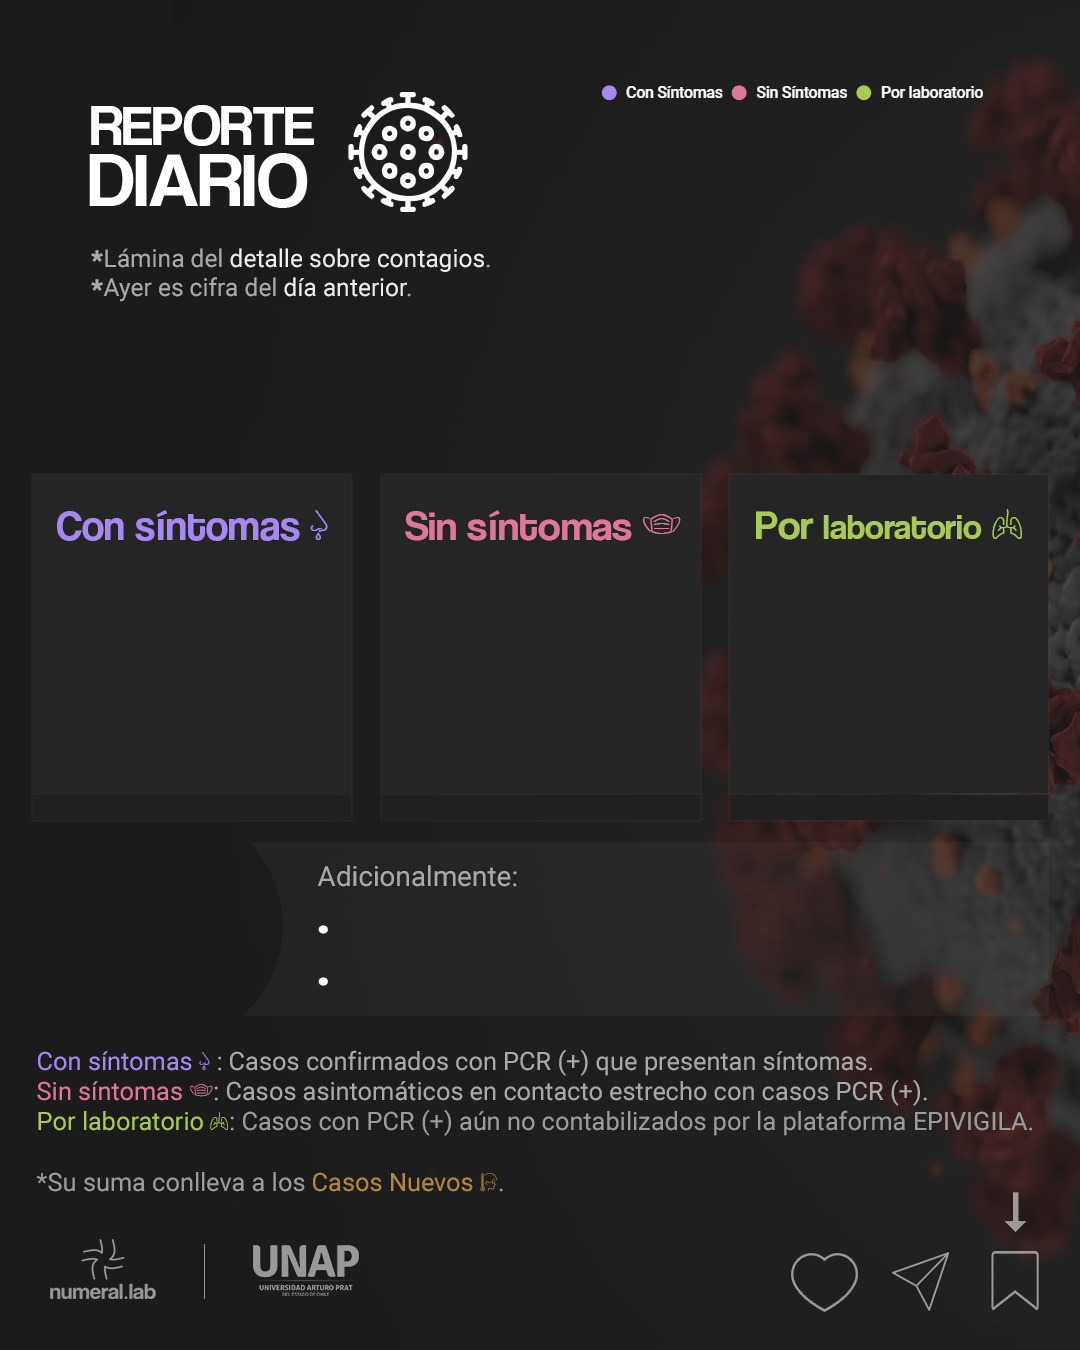 Con Síntomas Sin Síntomas Por laboratorio
REPORTE
DIARIO
*Lámina del detalle sobre contagios.
*Ayer es cifra del día anterior.
Con síntomas
Sin síntomas
Por laboratorio
Adicionalmente:
•
•
Con síntomas : Casos confirmados con PCR (+) que presentan síntomas.
Sin síntomas : Casos asintomáticos en contacto estrecho con casos PCR (+).
Por laboratorio : Casos con PCR (+) aún no contabilizados por la plataforma EPIVIGILA.
*Su suma conlleva a los Casos Nuevos .
numeral.lab
UNAP
UNIVERSIDAD ARTURO PRAT
DEL ESTADO DE CHILE